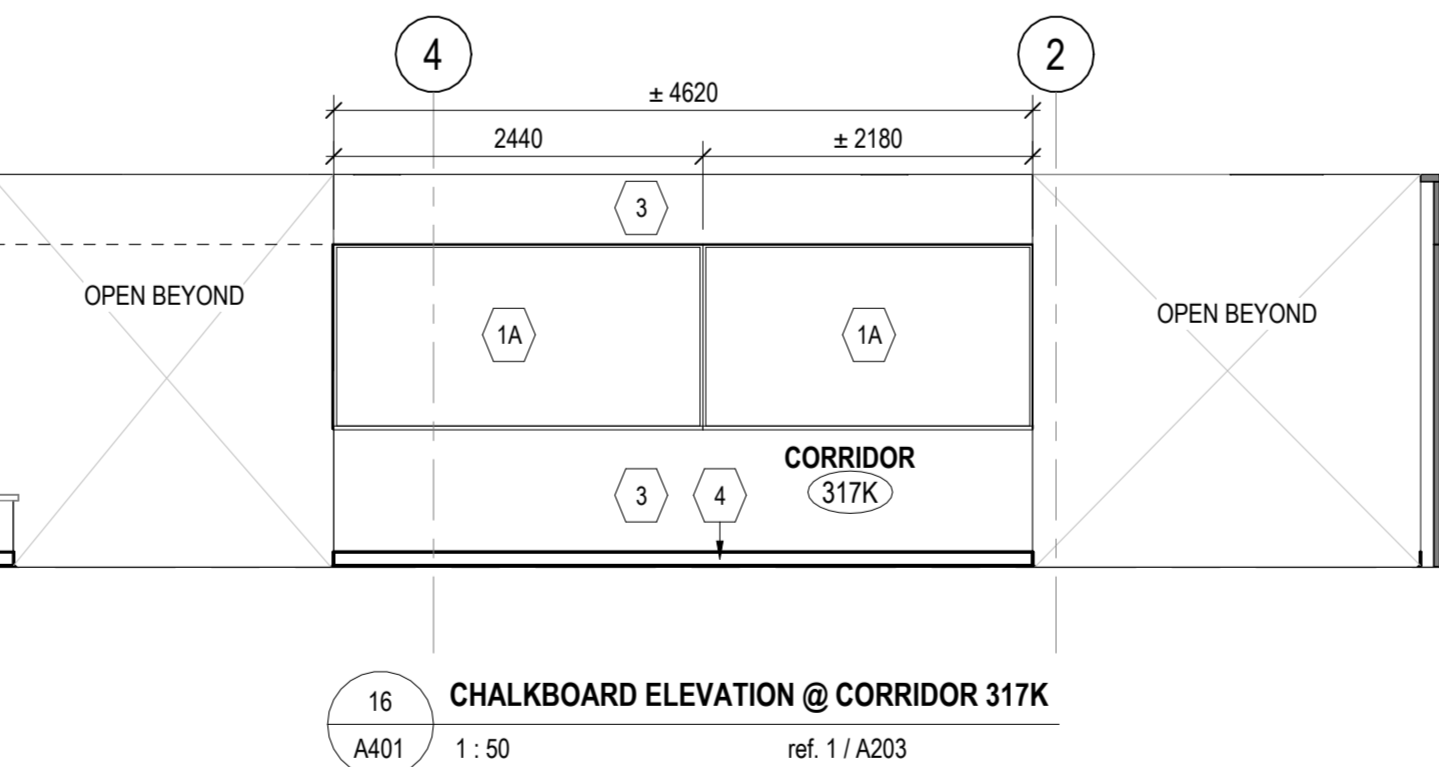 4
2
± 4620
2440
± 2180
3
OPEN BEYOND
OPEN BEYOND
1A
1A
CORRIDOR
317K
3
4
16
A401
CHALKBOARD ELEVATION @ CORRIDOR 317K
1 : 50
ref. 1 / A203